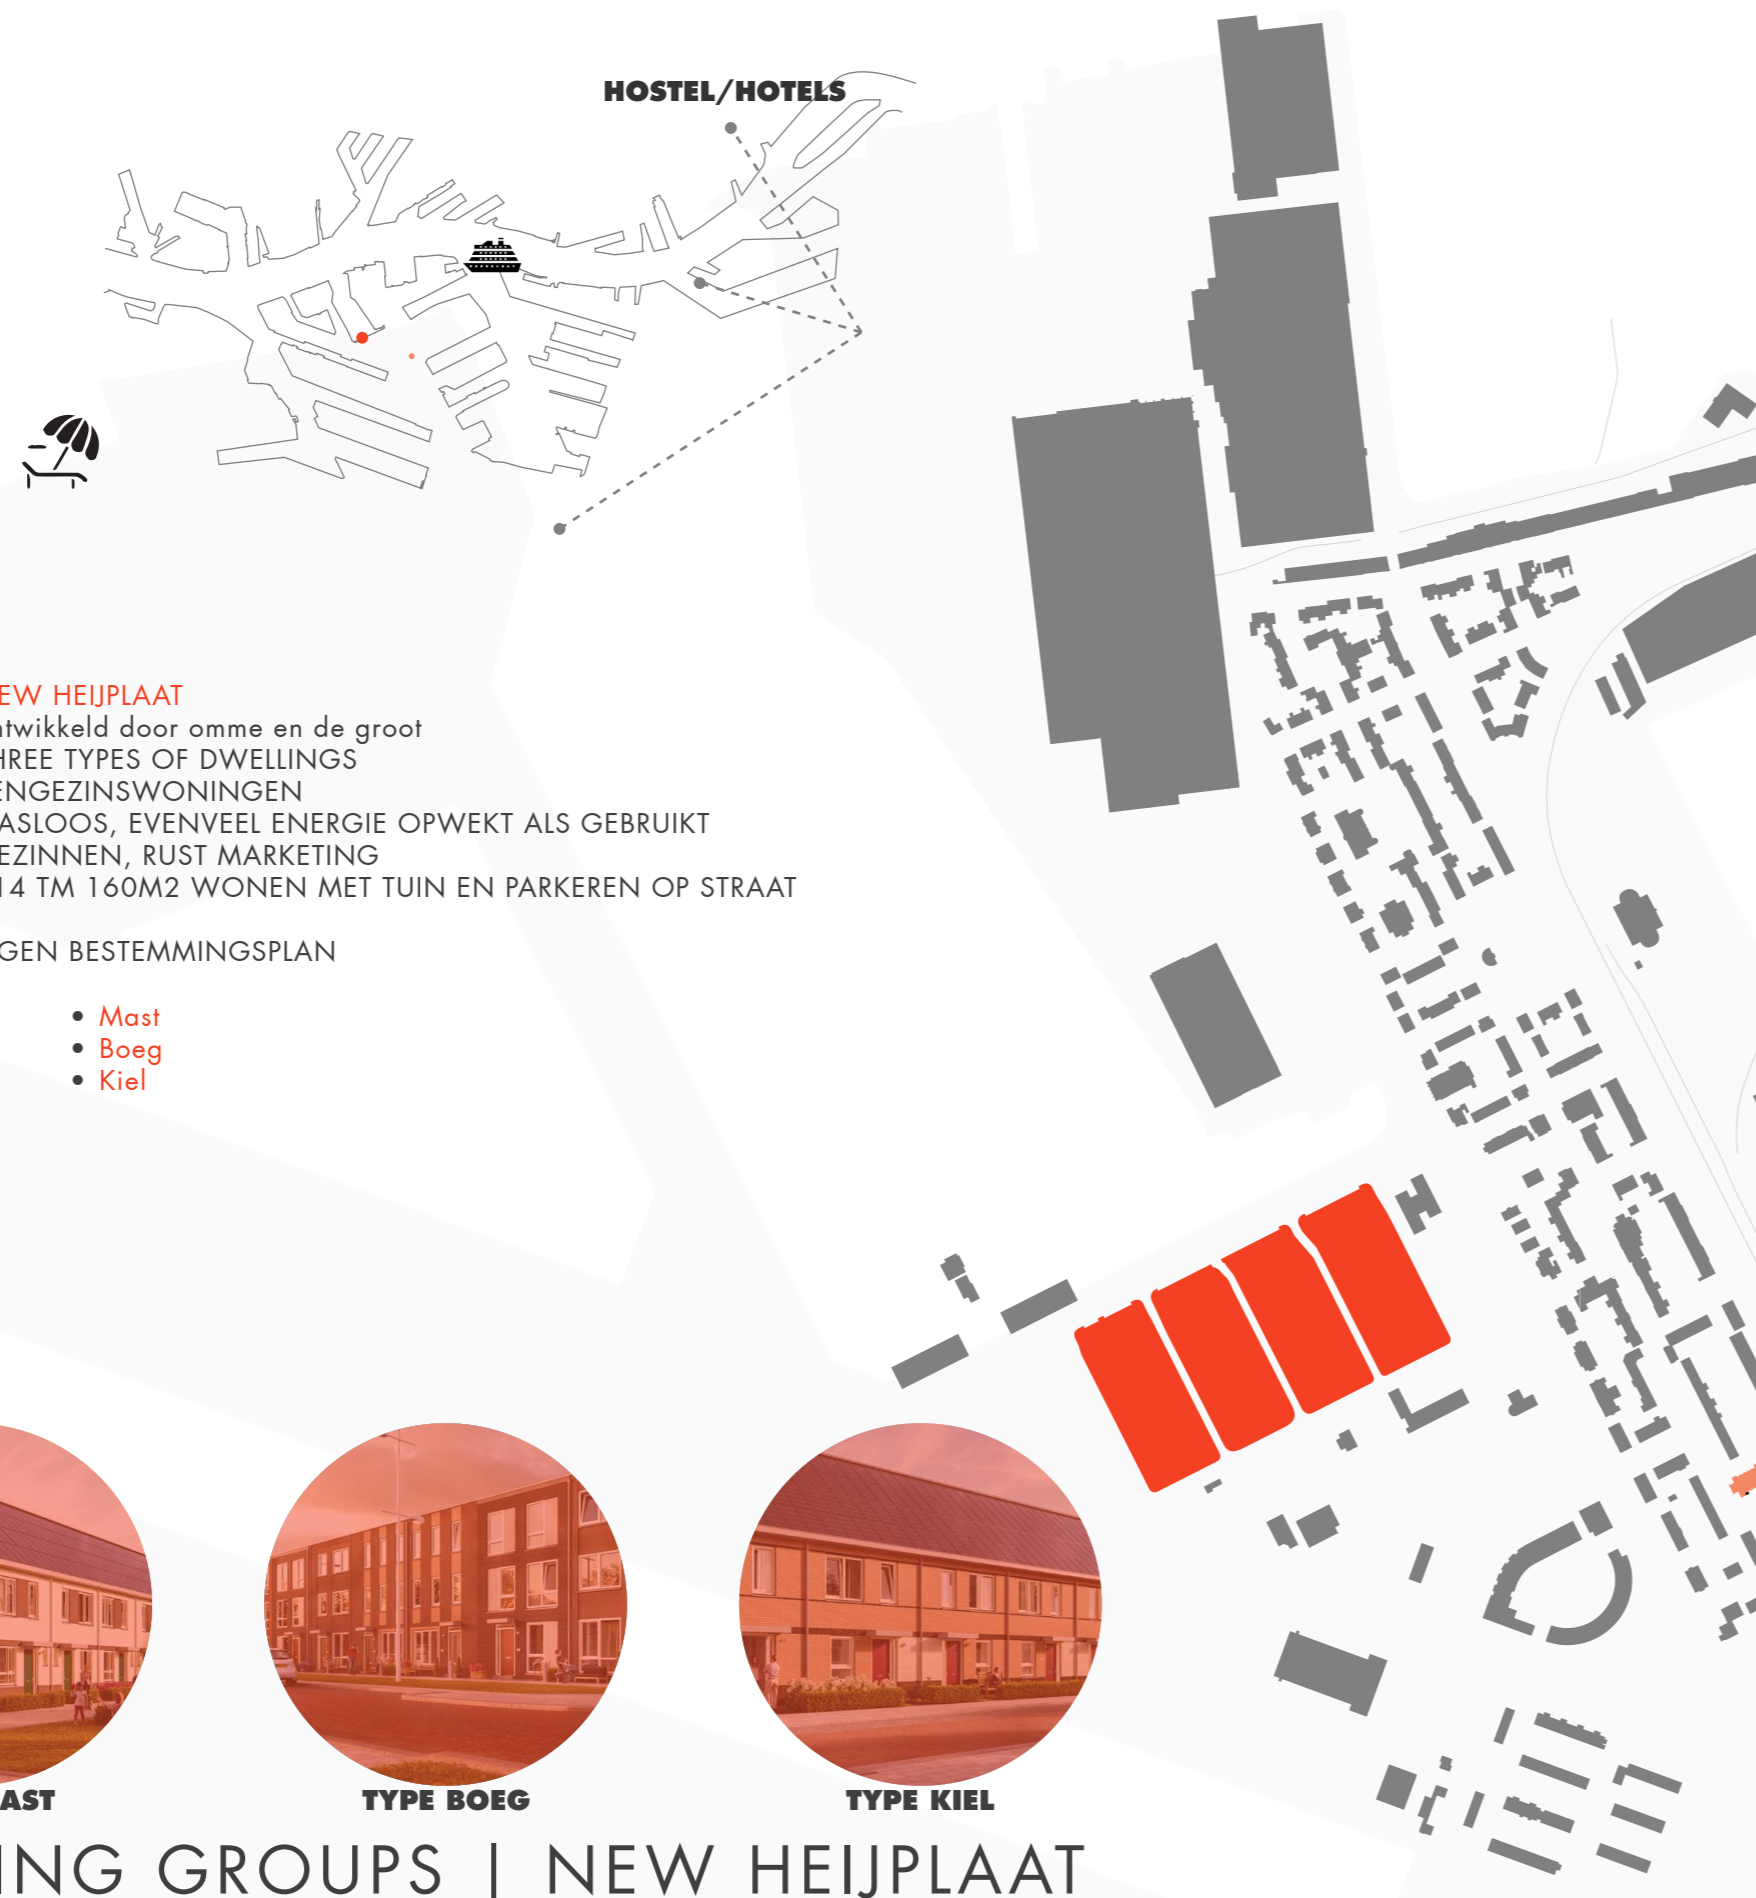 HOSTEL/HOTELS
EW HEIJPLAAT
ntwikkeld door omme en de groot
HREE TYPES OF DWELLINGS
ENGEZINSWONINGEN
ASLOOS, EVENVEEL ENERGIE OPWEKT ALS GEBRUIKT
EZINNEN, RUST MARKETING
14 TM 160M2 WONEN MET TUIN EN PARKEREN OP STRAAT
GEN BESTEMMINGSPLAN
• Mast
• Boeg
• Kiel
AST
TYPE BOEG
TYPE KIEL
ING GROUPS | NEW HEIJPLAAT